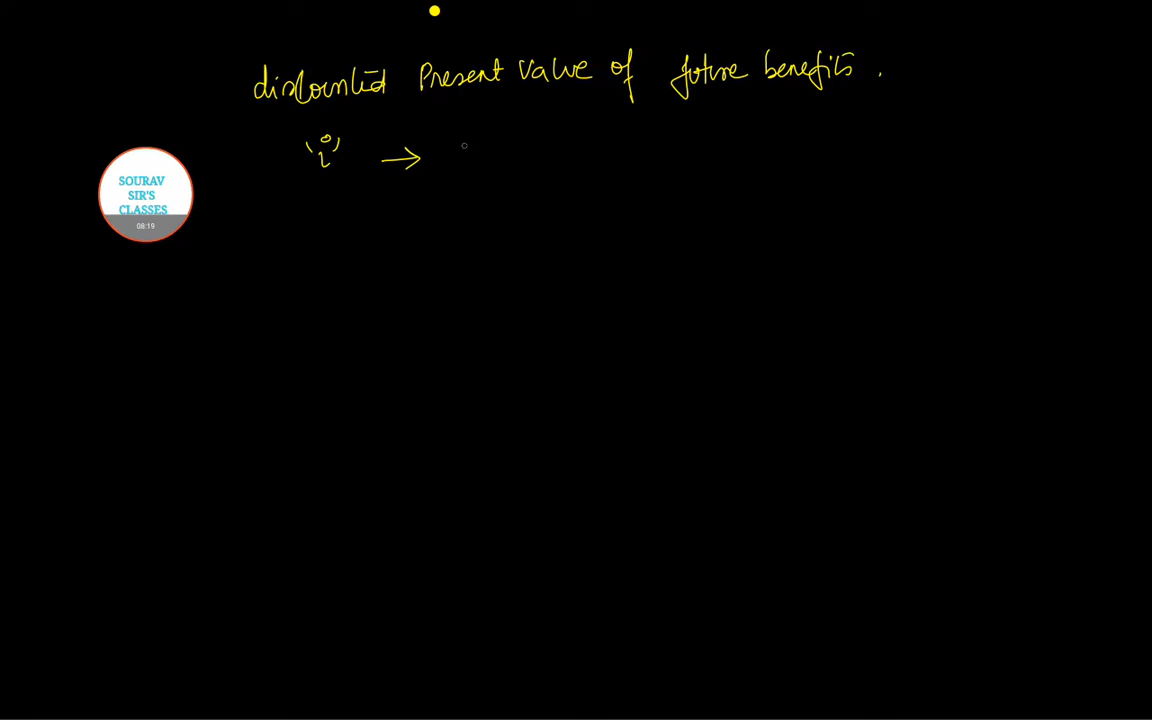 discounted Present value of future benefits.
'i' →
SOURAV
SIR'S
CLASSES
08:19